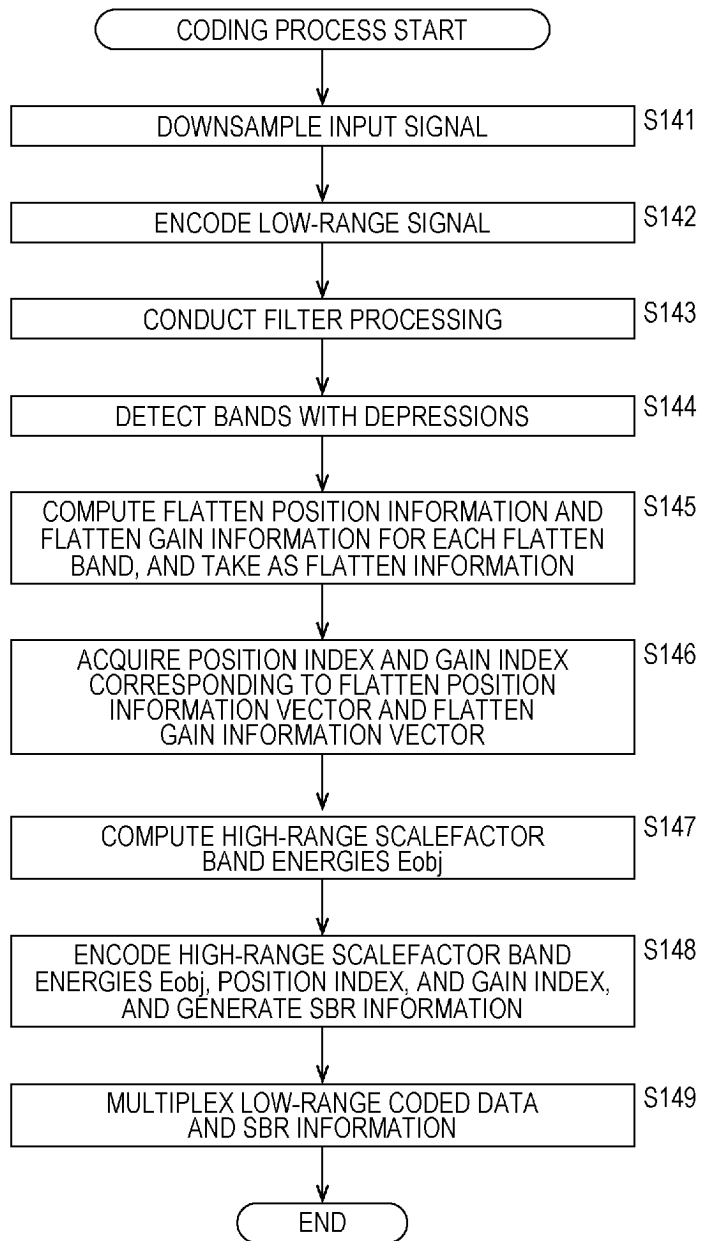 CODING PROCESS START
DOWNSAMPLE INPUT SIGNAL
S141
ENCODE LOW-RANGE SIGNAL
S142
CONDUCT FILTER PROCESSING
S143
DETECT BANDS WITH DEPRESSIONS
S144
COMPUTE FLATTEN POSITION INFORMATION AND
FLATTEN GAIN INFORMATION FOR EACH FLATTEN
BAND, AND TAKE AS FLATTEN INFORMATION
S145
ACQUIRE POSITION INDEX AND GAIN INDEX
CORRESPONDING TO FLATTEN POSITION
INFORMATION VECTOR AND FLATTEN
GAIN INFORMATION VECTOR
S146
COMPUTE HIGH-RANGE SCALEFACTOR
BAND ENERGIES Eobj
S147
ENCODE HIGH-RANGE SCALEFACTOR BAND
ENERGIES Eobj, POSITION INDEX, AND GAIN INDEX,
AND GENERATE SBR INFORMATION
S148
MULTIPLEX LOW-RANGE CODED DATA
AND SBR INFORMATION
S149
END